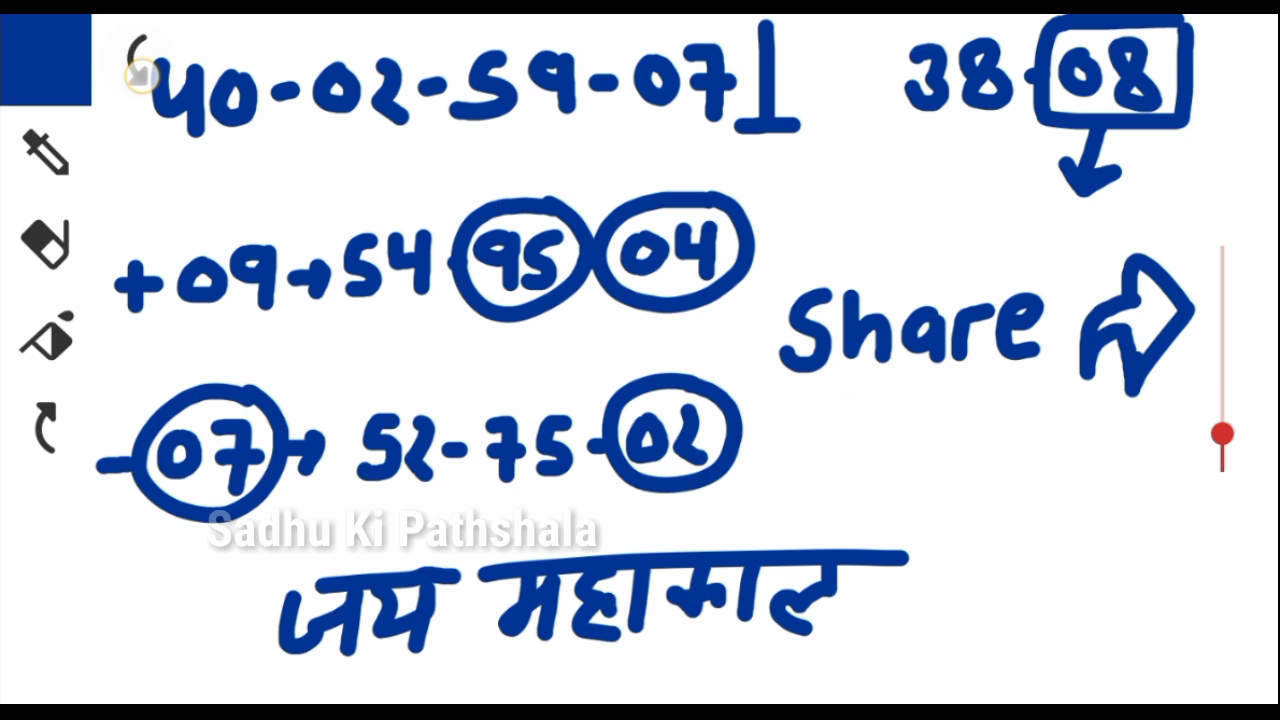 40-02-59-07 38-08
+09→54-95 04
Share
-07→ 52-75-02
Sadhu Ki Pathshala
जय महाकाल